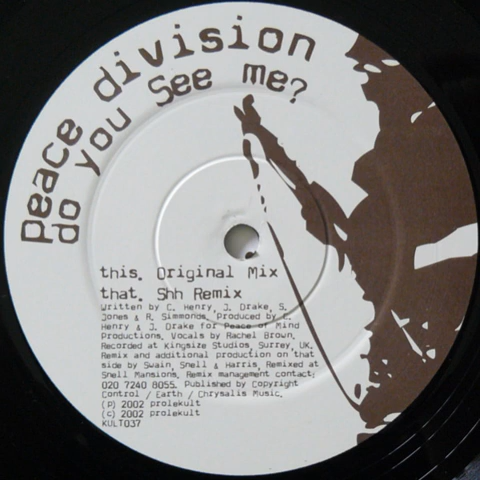 peace division
do you see me?
this. Original Mix
that. Shh Remix
Written by C. Henry, J. Drake, S.
Jones & R. Simmonds. Produced by C.
Henry & J. Drake for Peace of Mind
Productions. Vocals by Rachel Brown.
Recorded at Kingsize Studios, Surrey, UK.
Remix and additional production on that
side by Swain, Snell & Harris, Remixed at
Snell Mansions. Remix management contact:
020 7240 8055. Published by Copyright
Control / Earth / Chrysalis Music.
(P) 2002 prolekult
(c) 2002 prolekult
KULT037